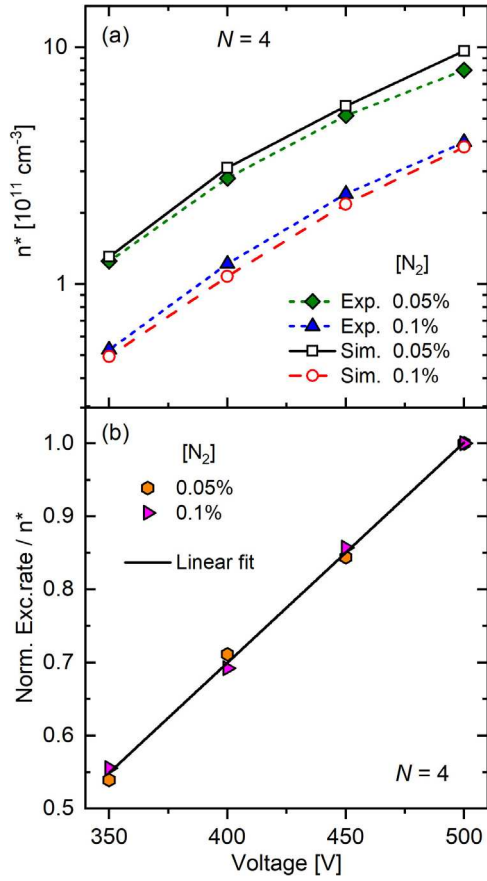 (a)
N = 4
10
1
n* [10¹¹ cm⁻³]
[N₂]
Exp. 0.05%
Exp. 0.1%
Sim. 0.05%
Sim. 0.1%
(b)
[N₂]
0.05%
0.1%
Linear fit
N = 4
1.0
0.9
0.8
0.7
0.6
0.5
Norm. Exc.rate / n*
350 400 450 500
Voltage [V]